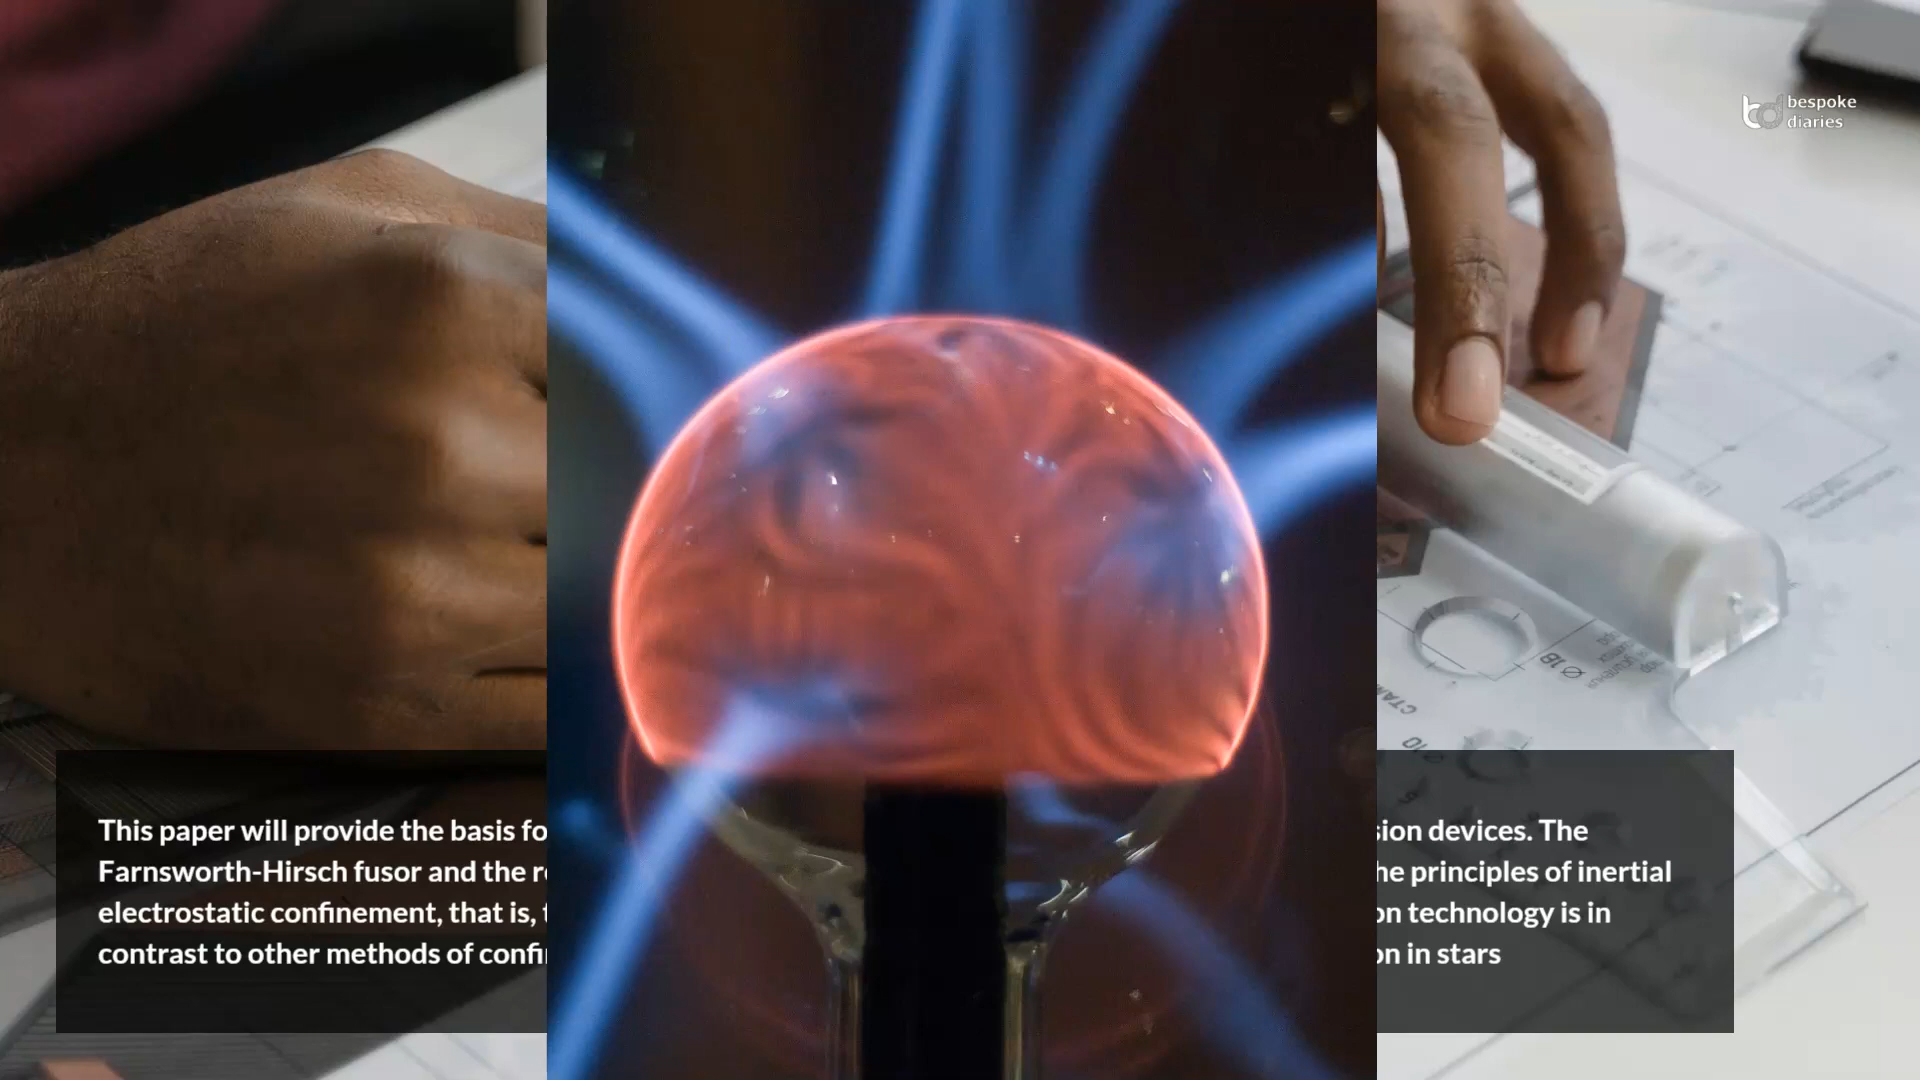 bespoke
diaries
This paper will provide the basis fo sion devices. The
Farnsworth-Hirsch fusor and the r he principles of inertial
electrostatic confinement, that is, on technology is in
contrast to other methods of confi on in stars
Ø18
СТА